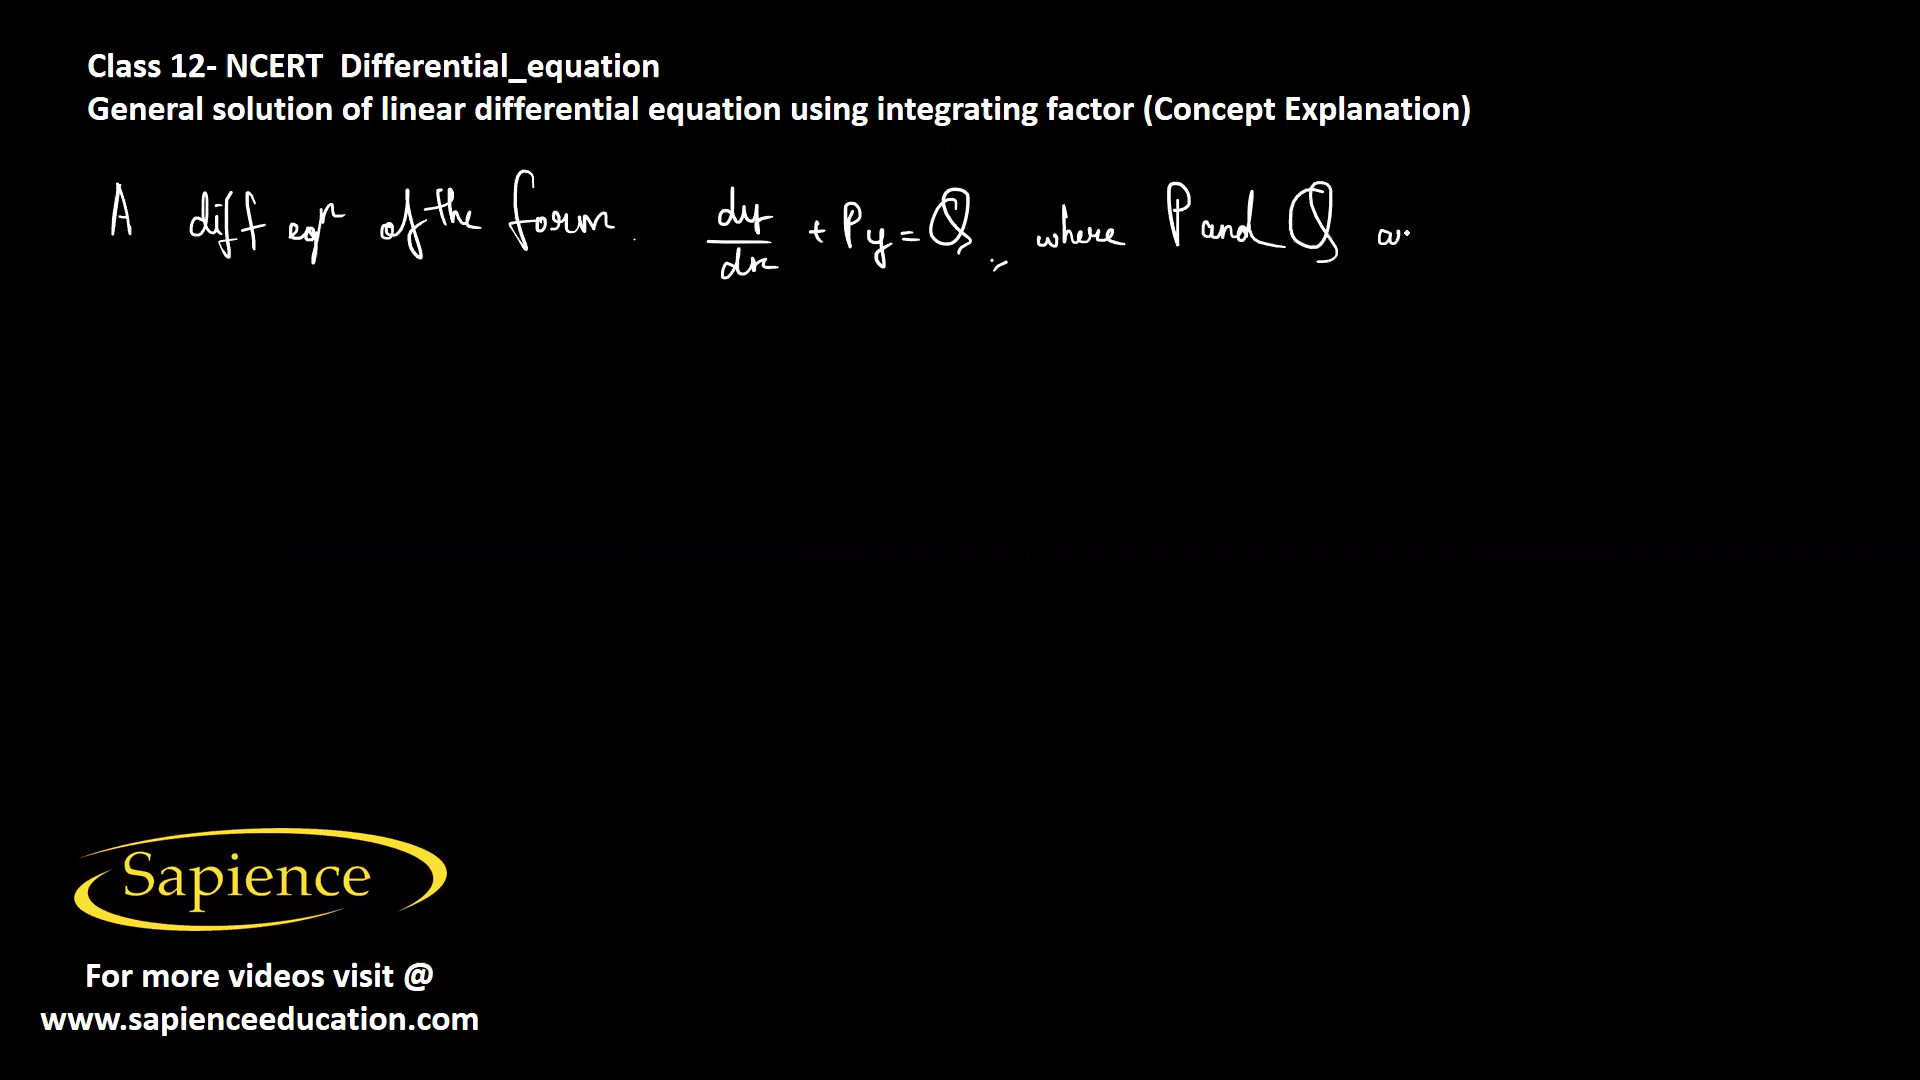 Class 12- NCERT Differential_equation
General solution of linear differential equation using integrating factor (Concept Explanation)
A diff eqn of the form dy/dx + Py = Q, where P and Q
Sapience
For more videos visit @
www.sapienceeducation.com